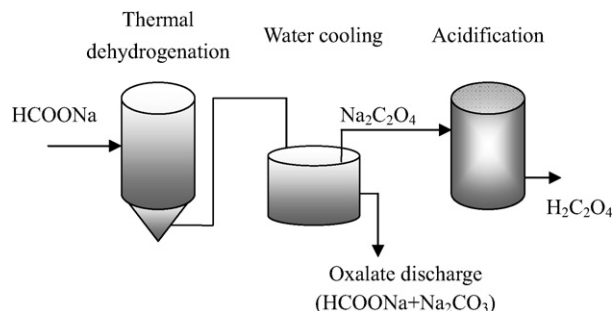 Thermal
dehydrogenation
Water cooling
Acidification
HCOONa
Na₂C₂O₄
H₂C₂O₄
Oxalate discharge
(HCOONa+Na₂CO₃)